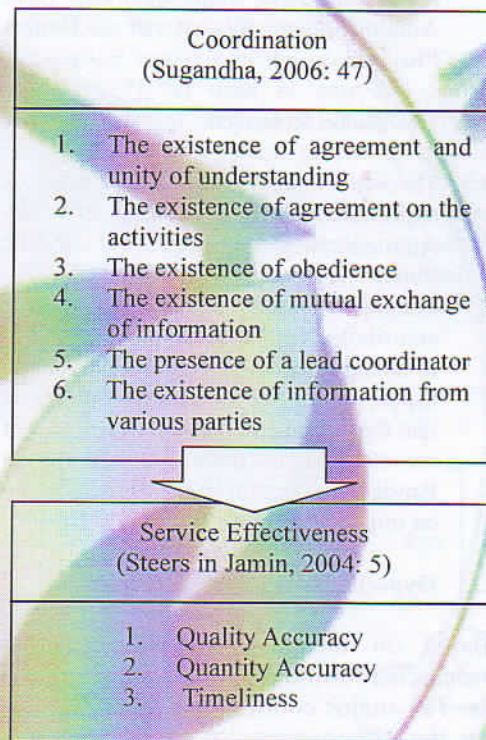 Coordination
(Sugandha, 2006: 47)
1. The existence of agreement and
unity of understanding
2. The existence of agreement on the
activities
3. The existence of obedience
4. The existence of mutual exchange
of information
5. The presence of a lead coordinator
6. The existence of information from
various parties
Service Effectiveness
(Steers in Jamin, 2004: 5)
1. Quality Accuracy
2. Quantity Accuracy
3. Timeliness